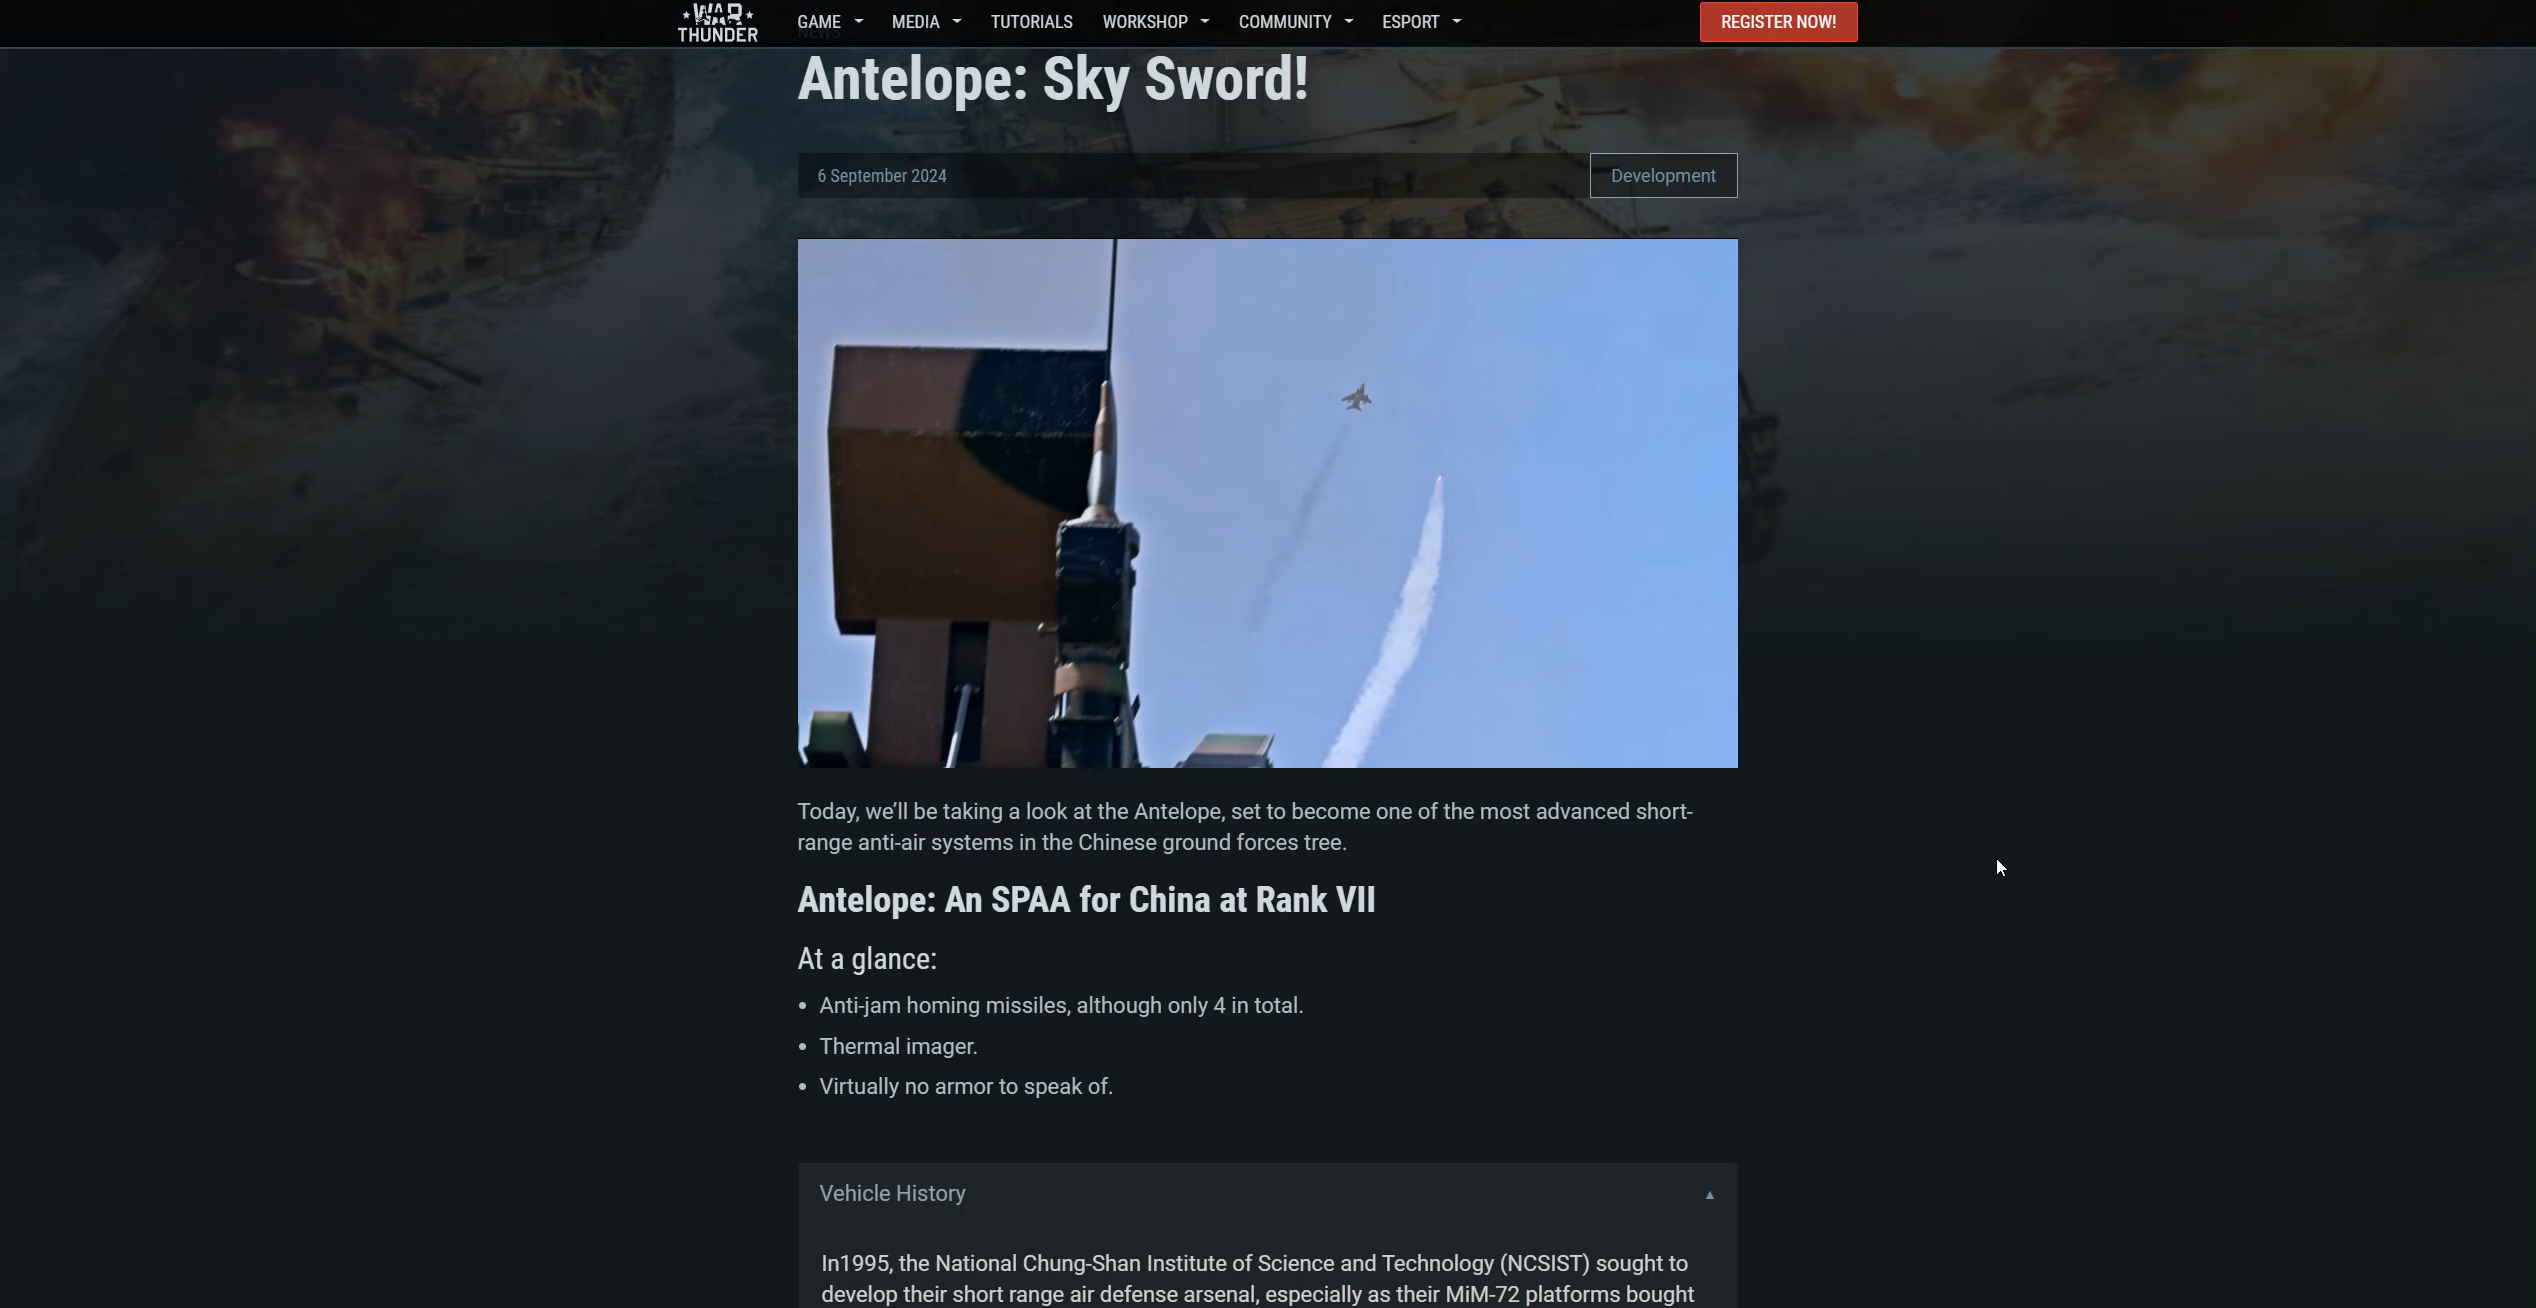 WAR
THUNDER
GAME
MEDIA
TUTORIALS
WORKSHOP
COMMUNITY
ESPORT
REGISTER NOW!
NEWS
Antelope: Sky Sword!
6 September 2024
Development
Today, we’ll be taking a look at the Antelope, set to become one of the most advanced short-
range anti-air systems in the Chinese ground forces tree.
Antelope: An SPAA for China at Rank VII
At a glance:
• Anti-jam homing missiles, although only 4 in total.
• Thermal imager.
• Virtually no armor to speak of.
Vehicle History
In1995, the National Chung-Shan Institute of Science and Technology (NCSIST) sought to
develop their short range air defense arsenal, especially as their MiM-72 platforms bought